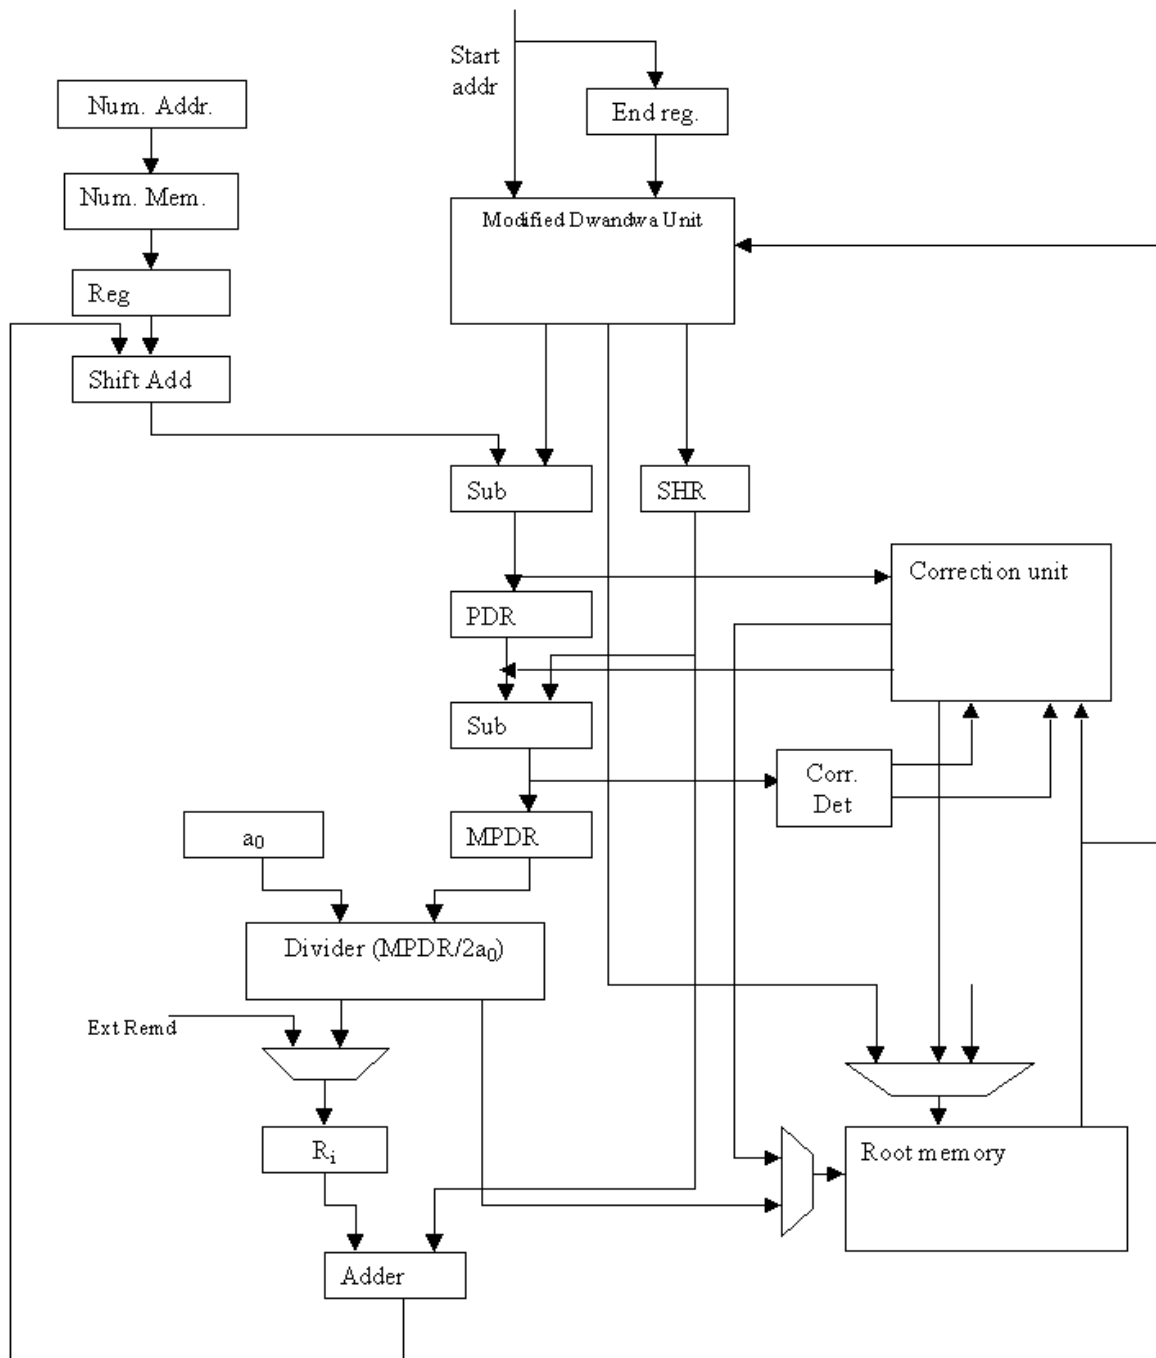 Start
addr
Num. Addr.
End reg.
Num. Mem.
Modified Dwandwa Unit
Reg
Shift Add
Sub
SHR
Correction unit
PDR
Sub
Corr.
Det
a₀
MPDR
Divider (MPDR/2a₀)
Ext Remd
Rᵢ
Root memory
Adder